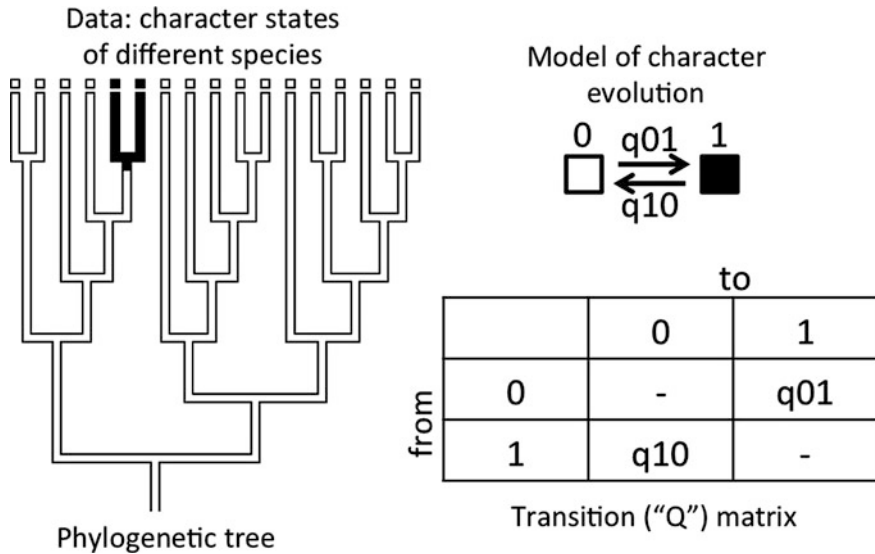 Data: character states
of different species
Phylogenetic tree
Model of character
evolution
0 q01 1
q10
to
from
0 1
0 - q01
1 q10 -
Transition (“Q”) matrix